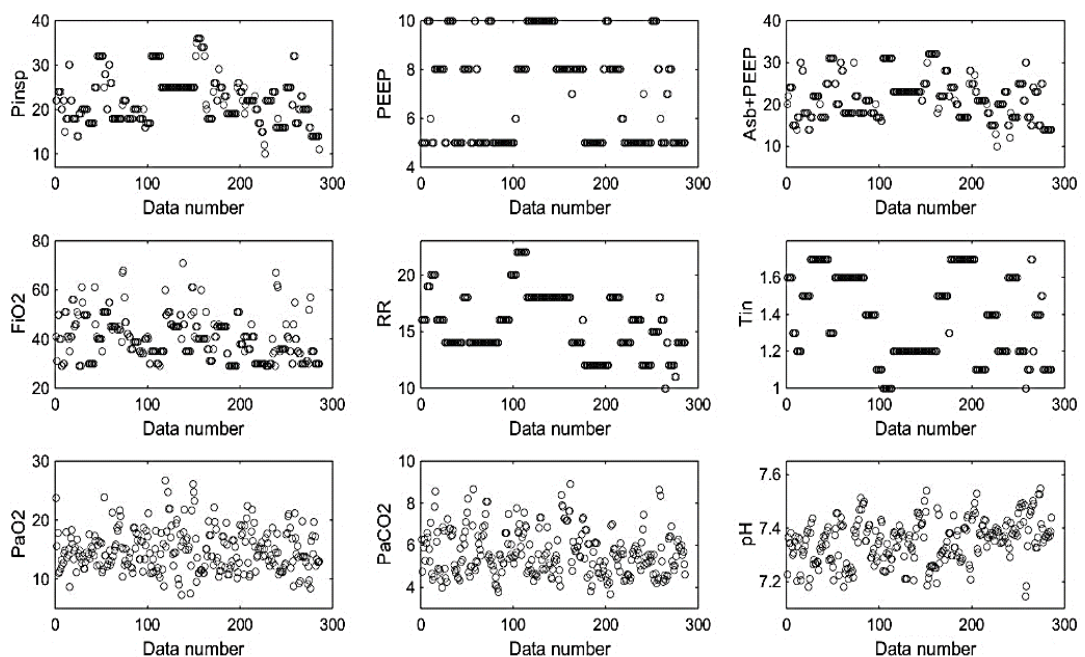 40 30 20 10 Pinsp 0 100 200 300 Data number
10 8 6 4 PEEP 0 100 200 300 Data number
40 30 20 10 Asb+PEEP 0 100 200 300 Data number
80 60 40 20 FiO2 0 100 200 300 Data number
20 15 10 RR 0 100 200 300 Data number
1.6 1.4 1.2 1 Tin 0 100 200 300 Data number
30 20 10 PaO2 0 100 200 300 Data number
10 8 6 4 PaCO2 0 100 200 300 Data number
7.6 7.4 7.2 pH 0 100 200 300 Data number